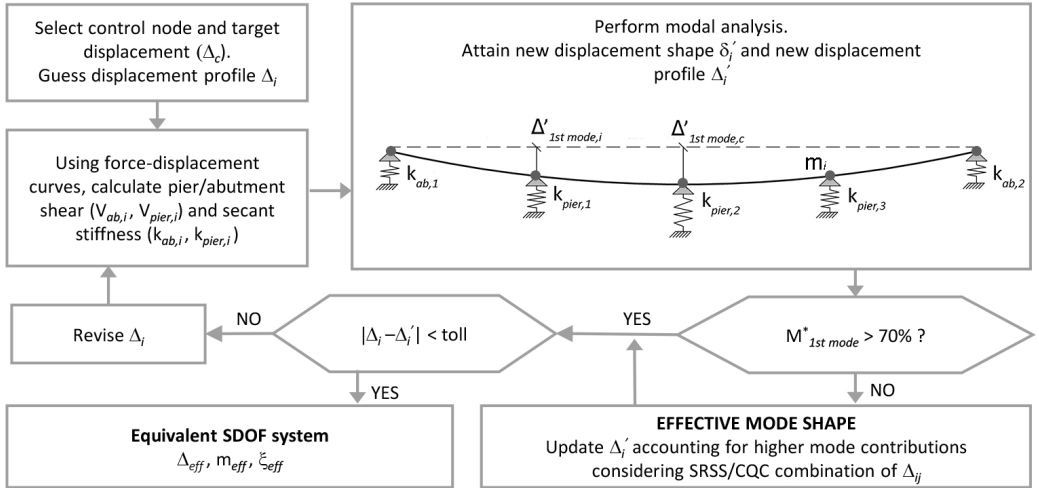 Select control node and target
displacement (Δc).
Guess displacement profile Δi
Perform modal analysis.
Attain new displacement shape δi′ and new displacement
profile Δi′
Δ′1st mode,i
Δ′1st mode,c
mi
kab,1
kpier,1
kpier,2
kpier,3
kab,2
Using force-displacement
curves, calculate pier/abutment
shear (Vab,i , Vpier,i) and secant
stiffness (kab,i , kpier,i)
Revise Δi
NO
|Δi –Δi′| < toll
YES
M*1st mode > 70% ?
YES
NO
Equivalent SDOF system
Δeff, meff, ξeff
EFFECTIVE MODE SHAPE
Update Δi′ accounting for higher mode contributions
considering SRSS/CQC combination of Δij